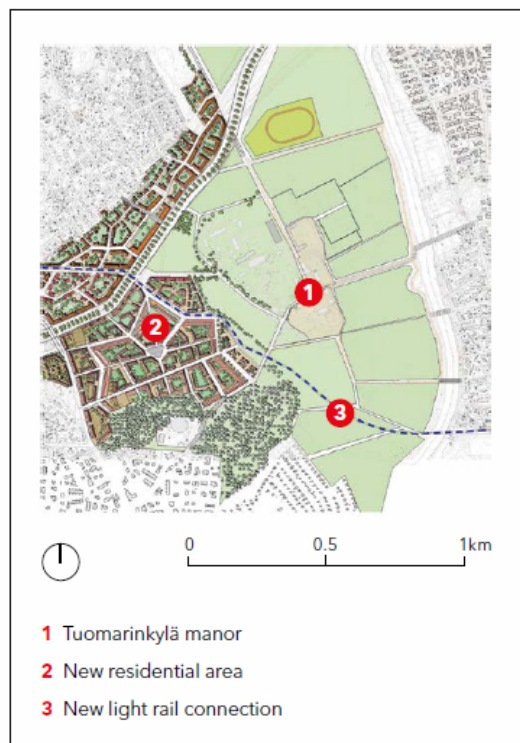 1
2
3
0 0.5 1km
1 Tuomarinkylä manor
2 New residential area
3 New light rail connection